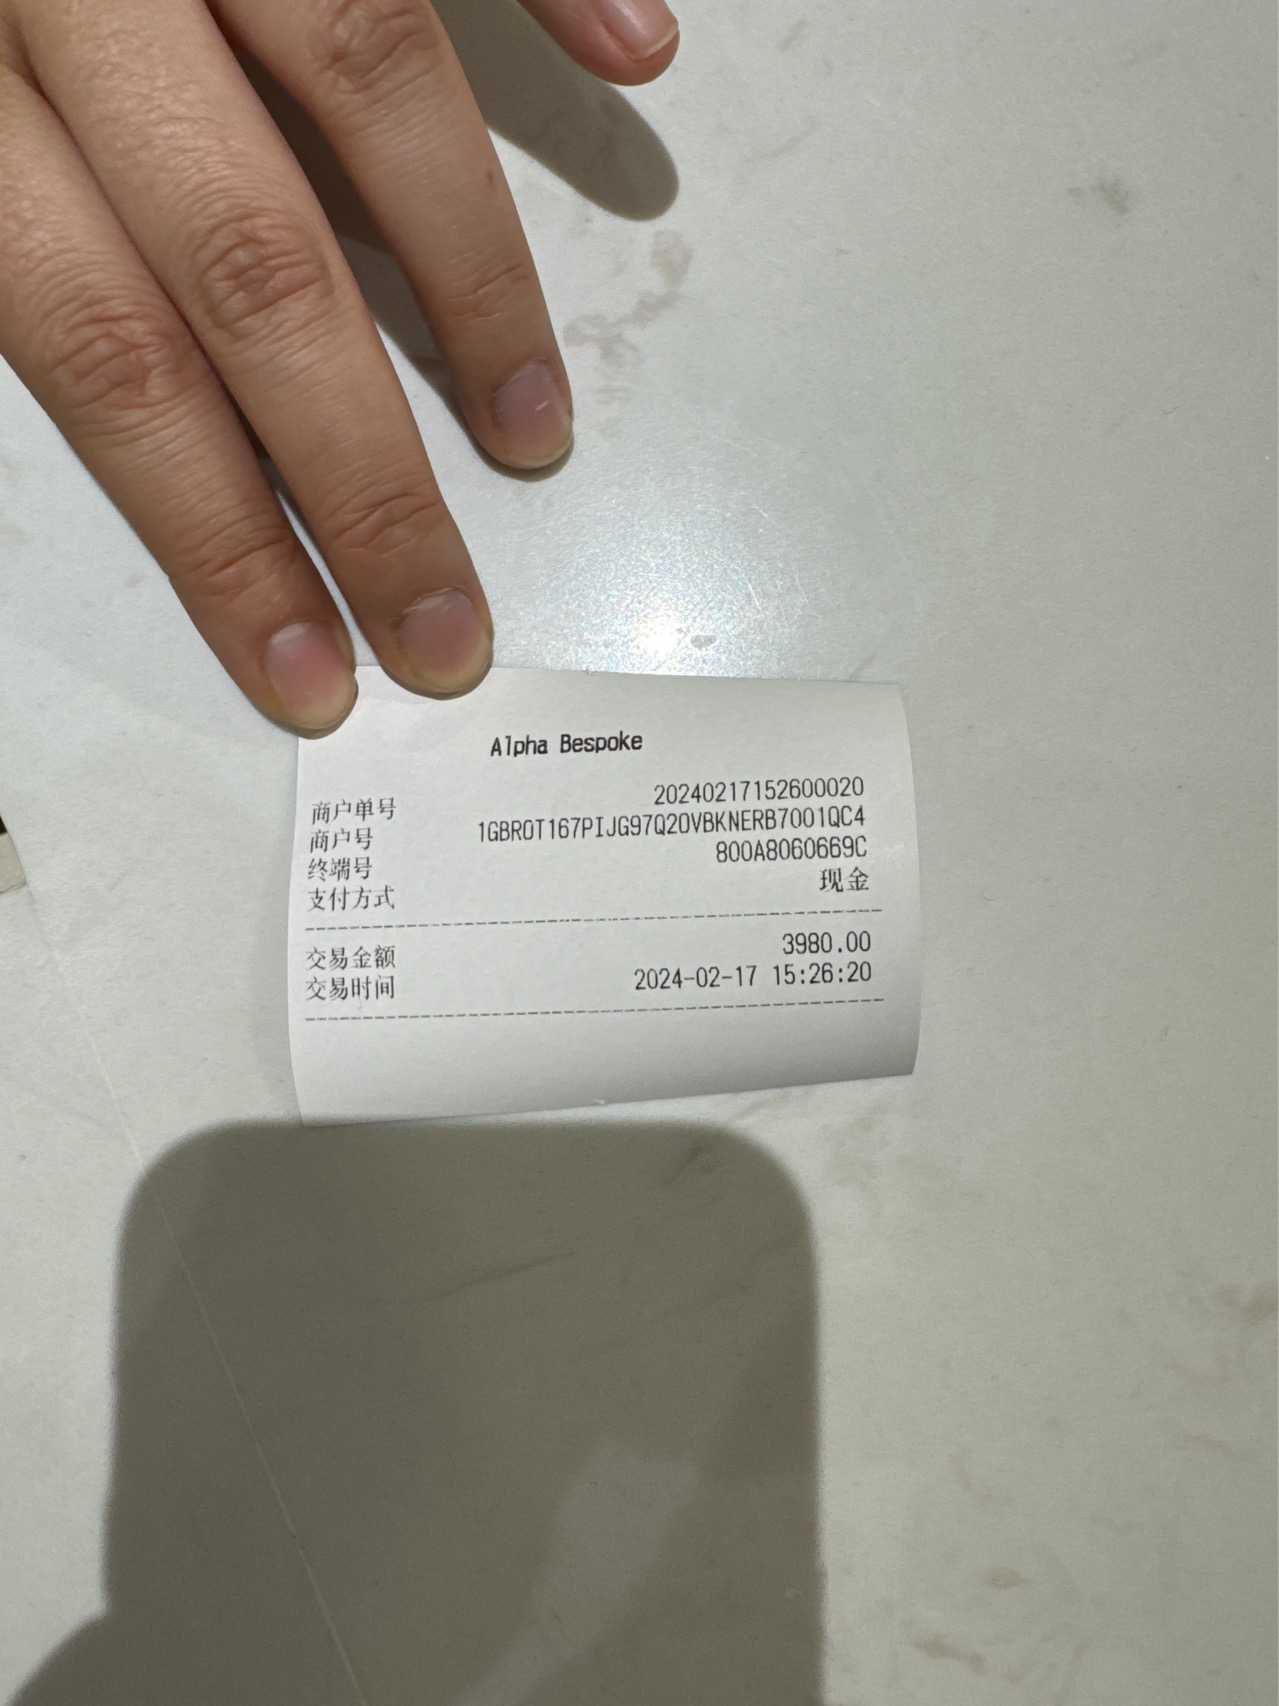 Alpha Bespoke
商户单号 20240217152600020
商户号 1GBR0T167PIJG97Q20VBKNERB7001QC4
终端号 800A8060669C
支付方式 现金
交易金额 3980.00
交易时间 2024-02-17 15:26:20